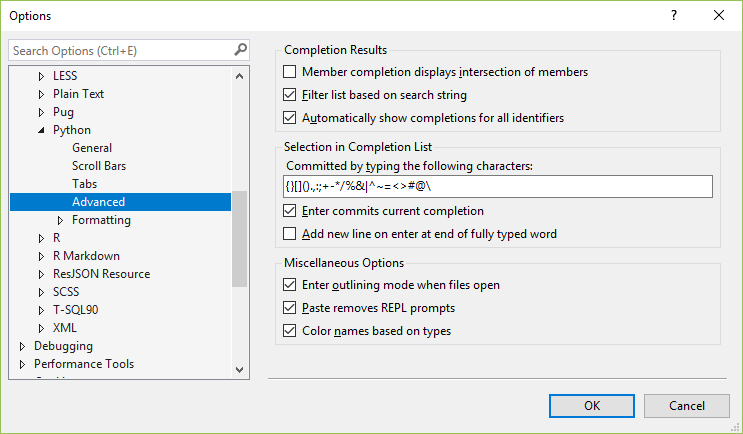 Options
?
Search Options (Ctrl+E)
LESS
Plain Text
Pug
Python
General
Scroll Bars
Tabs
Advanced
Formatting
R
R Markdown
ResJSON Resource
SCSS
T-SQL90
XML
Debugging
Performance Tools
Completion Results
Member completion displays intersection of members
Filter list based on search string
Automatically show completions for all identifiers
Selection in Completion List
Committed by typing the following characters:
{}[]().,:;+-*/%&|^~=<>#@\
Enter commits current completion
Add new line on enter at end of fully typed word
Miscellaneous Options
Enter outlining mode when files open
Paste removes REPL prompts
Color names based on types
OK
Cancel